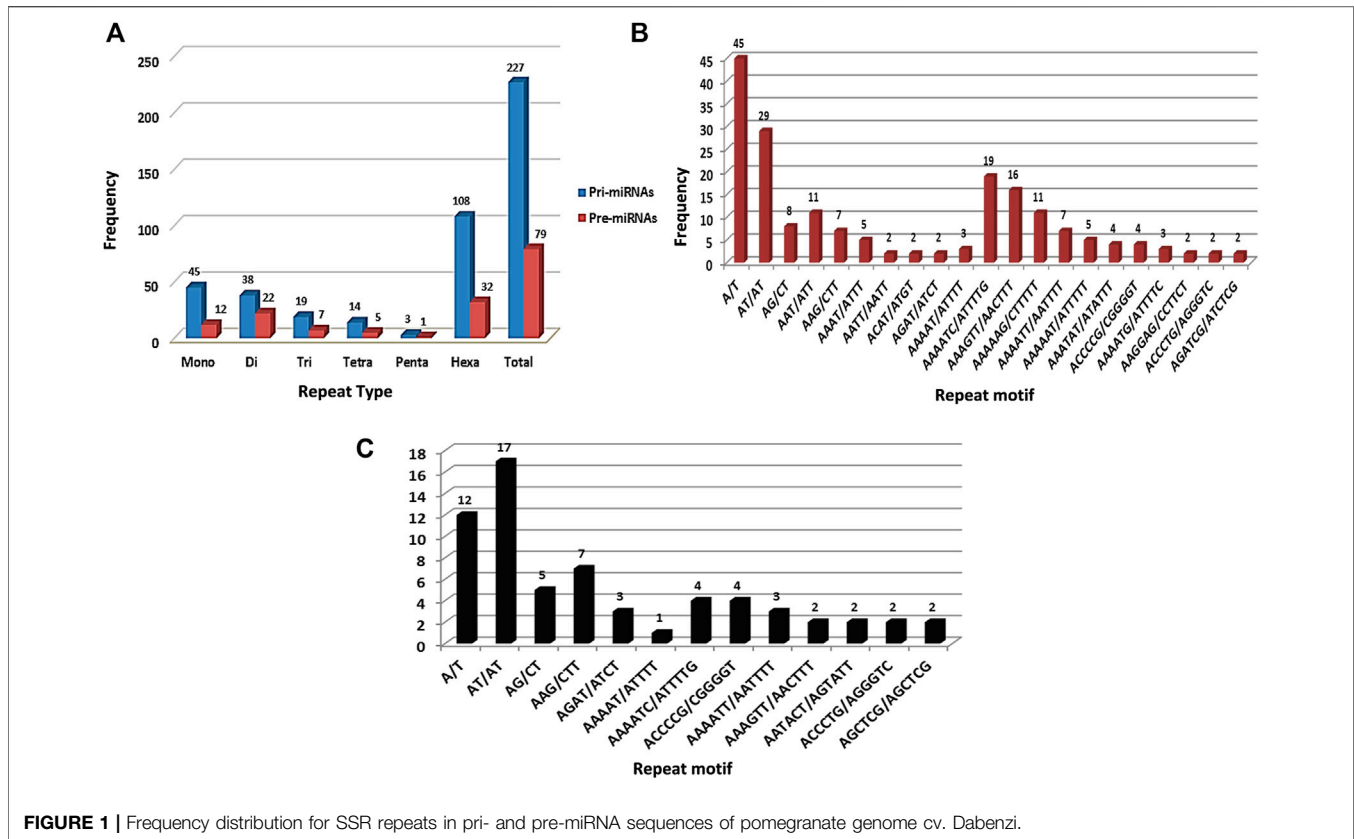 A
250
200
150
100
50
0
Frequency
45
12
38
22
19
7
14
5
3
1
108
32
227
79
Mono
Di
Tri
Tetra
Penta
Hexa
Total
Repeat Type
Pri-miRNAs
Pre-miRNAs
B
45
40
35
30
25
20
15
10
5
0
Frequency
45
29
8
11
7
5
2
2
2
3
19
16
11
7
5
4
4
3
2
2
2
A/T
AT/AT
AG/CT
AAT/ATT
AAG/CTT
AAAT/ATTT
AATT/AATT
ACAT/ATGT
AGAT/ATCT
AAAAT/ATTTT
AAAATC/ATTTTG
AAAGTT/AACTTT
AAAAAG/CTTTTT
AAAATT/AATTTT
AAAAAT/ATTTTT
AAATAT/ATATTT
ACCCCG/CGGGGT
AAAATG/ATTTTC
AAGGAG/CCTTCT
ACCCTG/AGGGTC
AGATCG/ATCTCG
Repeat motif
C
18
16
14
12
10
8
6
4
2
0
12
17
5
7
3
1
4
4
3
2
2
2
2
A/T
AT/AT
AG/CT
AAG/CTT
AGAT/ATCT
AAAAT/ATTTT
AAAATC/ATTTTG
ACCCCG/CGGGGT
AAAATT/AATTTT
AAAGTT/AACTTT
AATACT/AGTATT
ACCCTG/AGGGTC
AGCTCG/AGCTCG
Repeat motif
FIGURE 1 | Frequency distribution for SSR repeats in pri- and pre-miRNA sequences of pomegranate genome cv. Dabenzi.